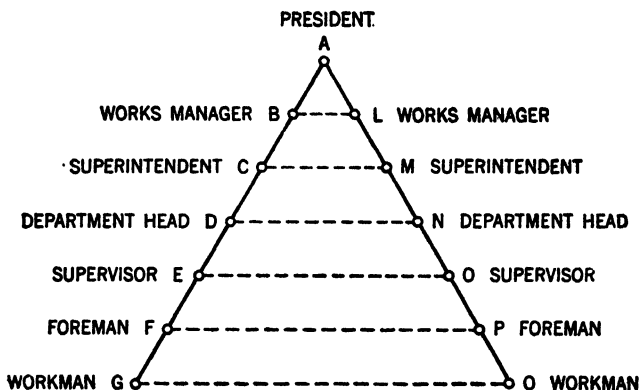 PRESIDENT.
A
WORKS MANAGER B L WORKS MANAGER
SUPERINTENDENT C M SUPERINTENDENT
DEPARTMENT HEAD D N DEPARTMENT HEAD
SUPERVISOR E O SUPERVISOR
FOREMAN F P FOREMAN
WORKMAN G O WORKMAN